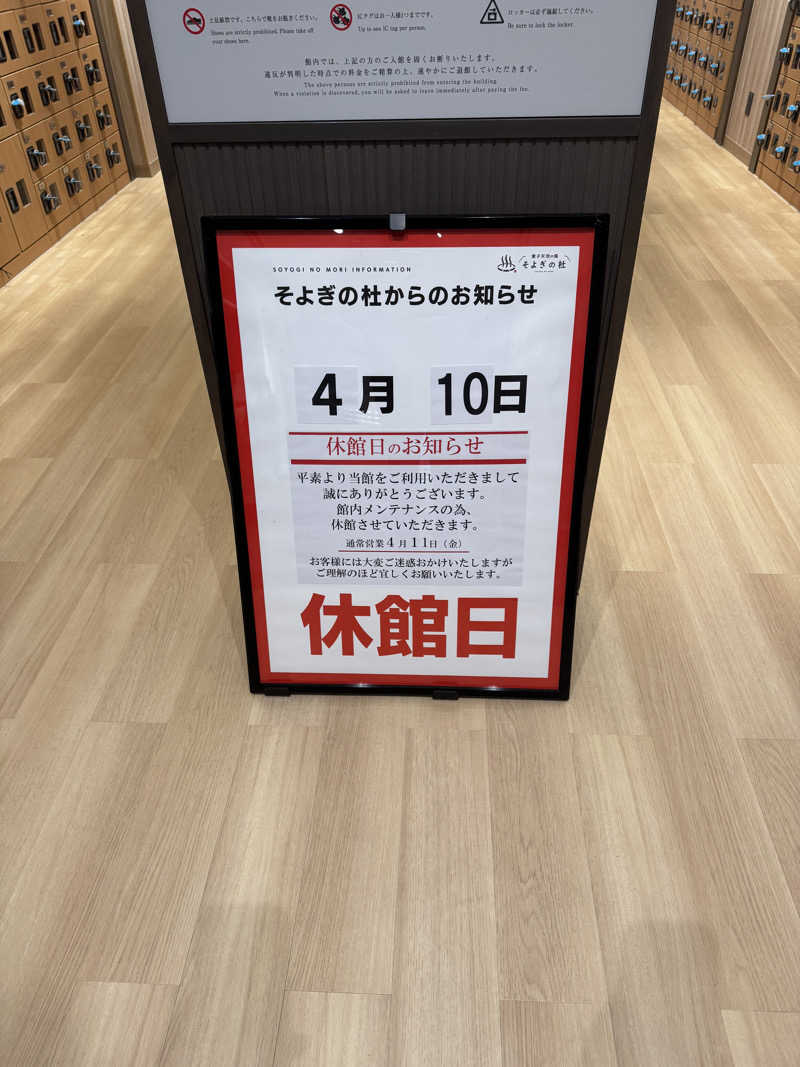 土足厳禁です。こちらで靴をお脱ぎください。
Shoes are strictly prohibited. Please take off
your shoes here.
ICタグはお一人様1つまでです。
Up to one IC tag per person.
ロッカーは必ず施錠してください。
Be sure to lock the locker.
館内では、上記の方のご入館を固くお断りいたします。
違反が判明した時点での料金をご精算の上、速やかにご退館していただきます。
The above persons are strictly prohibited from entering the building.
When a violation is discovered, you will be asked to leave immediately after paying the fee.
SOYOGI NO MORI INFORMATION
そよぎの杜
そよぎの杜からのお知らせ
4月 10日
休館日のお知らせ
平素より当館をご利用いただきまして
誠にありがとうございます。
館内メンテナンスの為、
休館させていただきます。
通常営業4月11日（金）
お客様には大変ご迷惑おかけいたしますが
ご理解のほど宜しくお願いいたします。
休館日